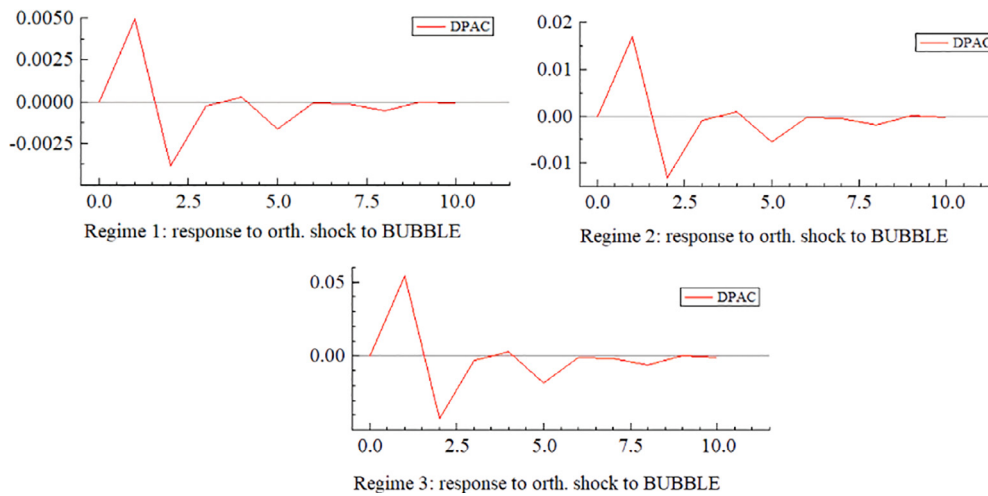 0.0050
DPAC
0.0025
0.0000
-0.0025
0.0 2.5 5.0 7.5 10.0
Regime 1: response to orth. shock to BUBBLE
0.02
DPAC
0.01
0.00
-0.01
0.0 2.5 5.0 7.5 10.0
Regime 2: response to orth. shock to BUBBLE
0.05
DPAC
0.00
0.0 2.5 5.0 7.5 10.0
Regime 3: response to orth. shock to BUBBLE